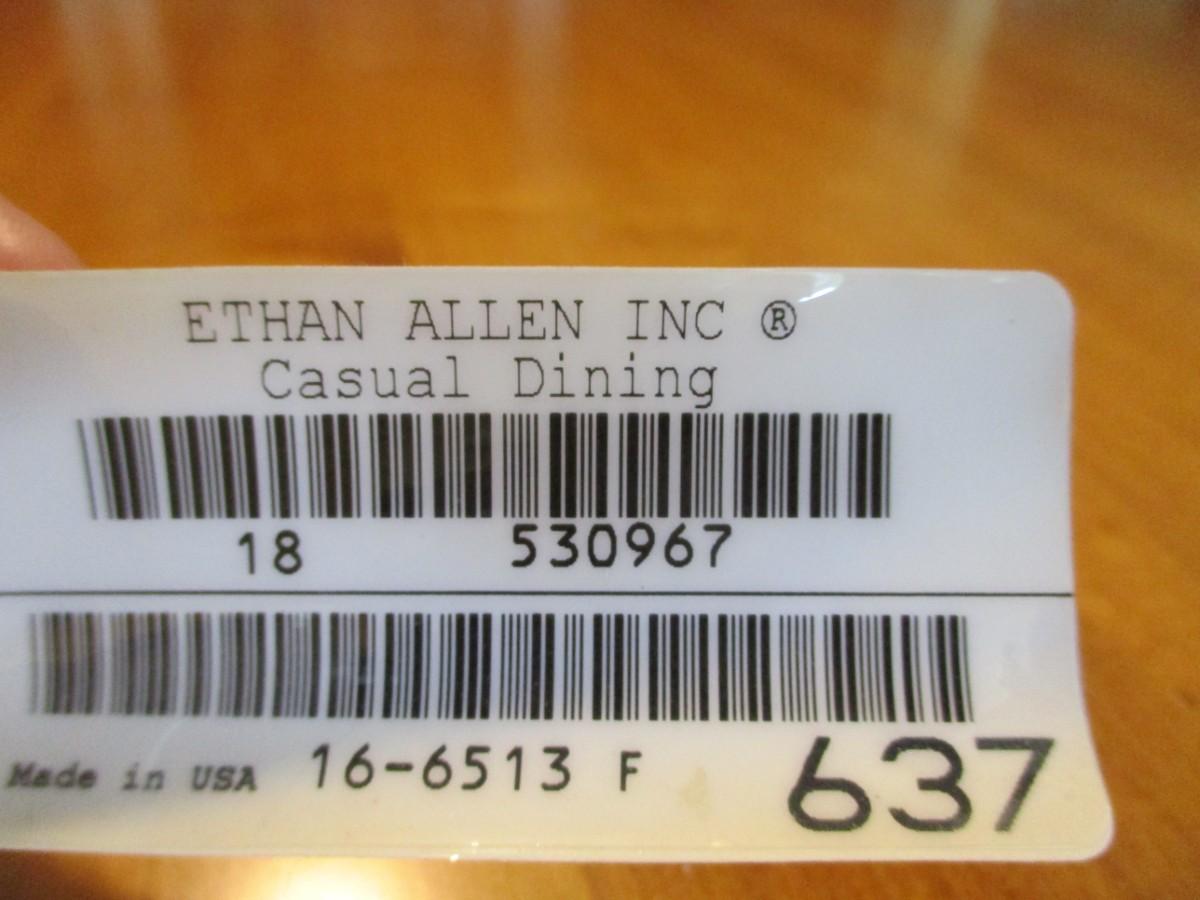 ETHAN ALLEN INC ®
Casual Dining
18 530967
Made in USA 16-6513 F 637